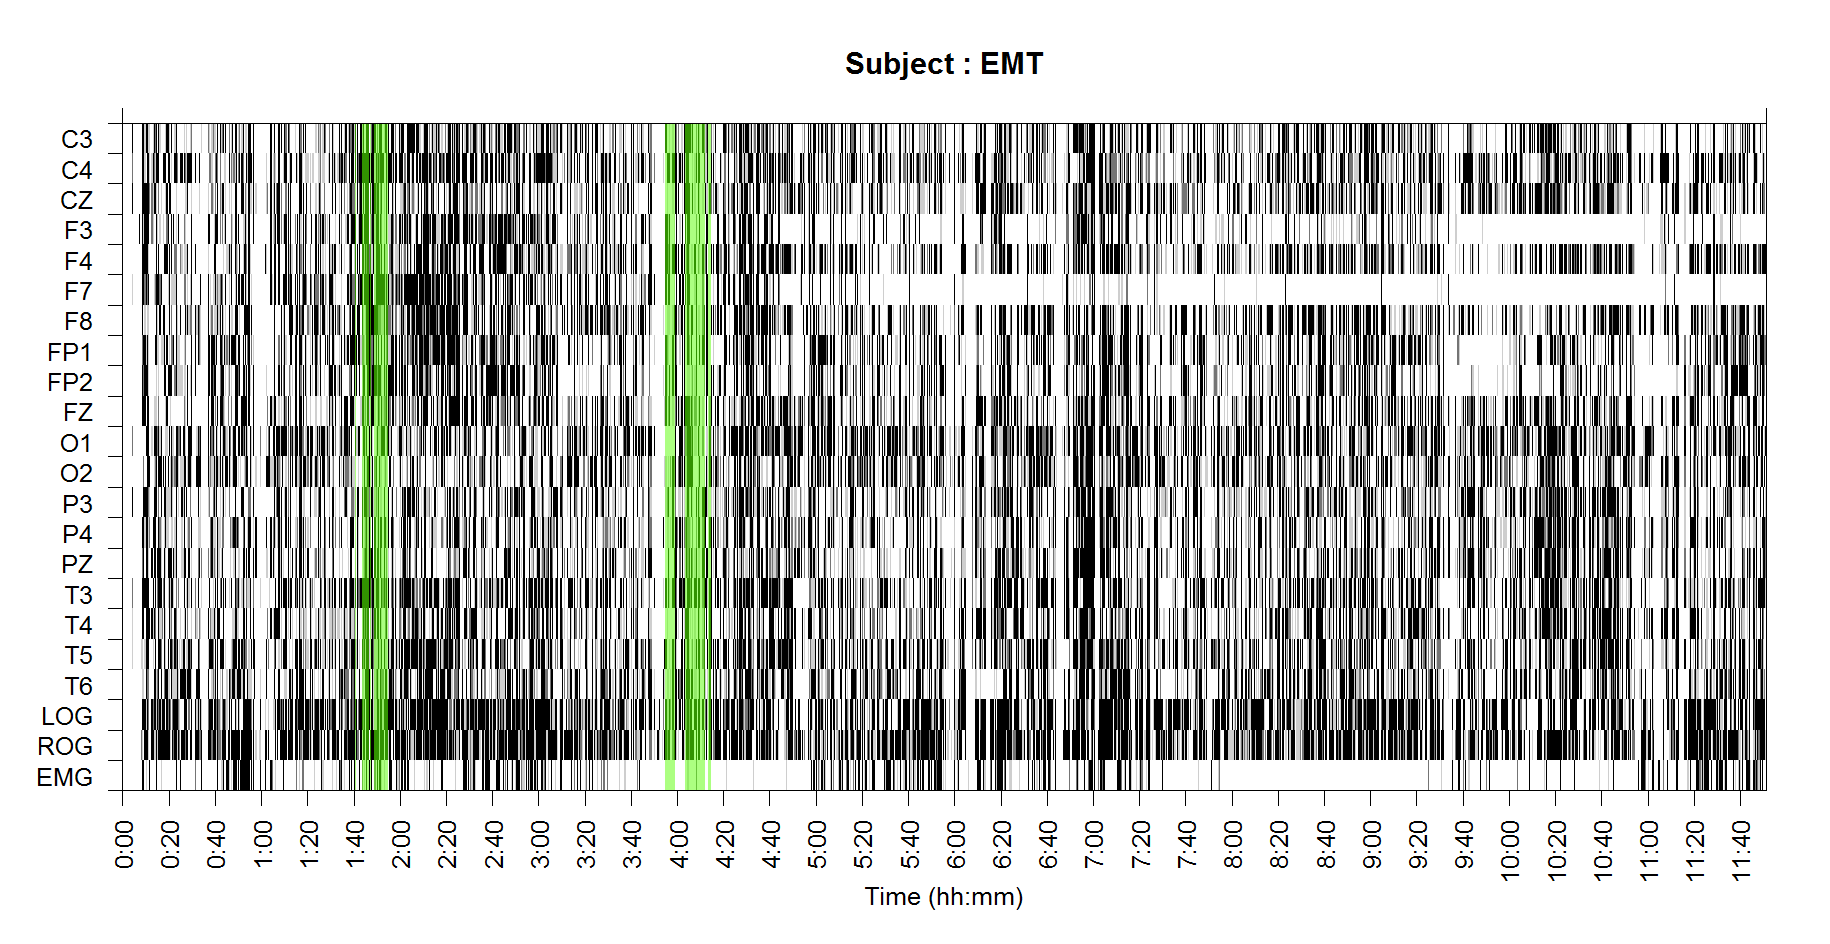 Subject : EMT
C3
C4
CZ
F3
F4
F7
F8
FP1
FP2
FZ
O1
O2
P3
P4
PZ
T3
T4
T5
T6
LOG
ROG
EMG
0:00
0:20
0:40
1:00
1:20
1:40
2:00
2:20
2:40
3:00
3:20
3:40
4:00
4:20
4:40
5:00
5:20
5:40
6:00
6:20
6:40
7:00
7:20
7:40
8:00
8:20
8:40
9:00
9:20
9:40
10:00
10:20
10:40
11:00
11:20
11:40
Time (hh:mm)